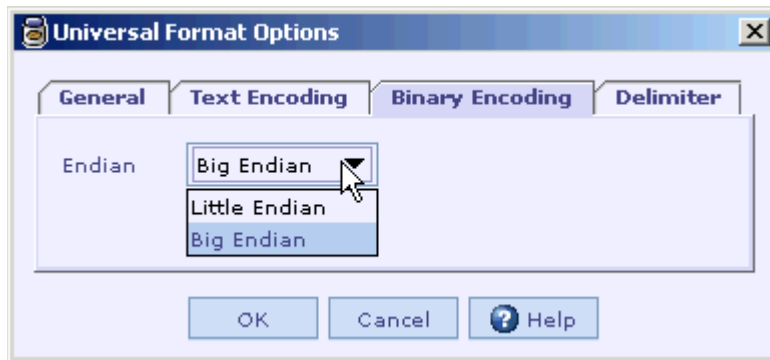 Universal Format Options
General Text Encoding Binary Encoding Delimiter
Endian Big Endian
Little Endian
Big Endian
OK Cancel Help